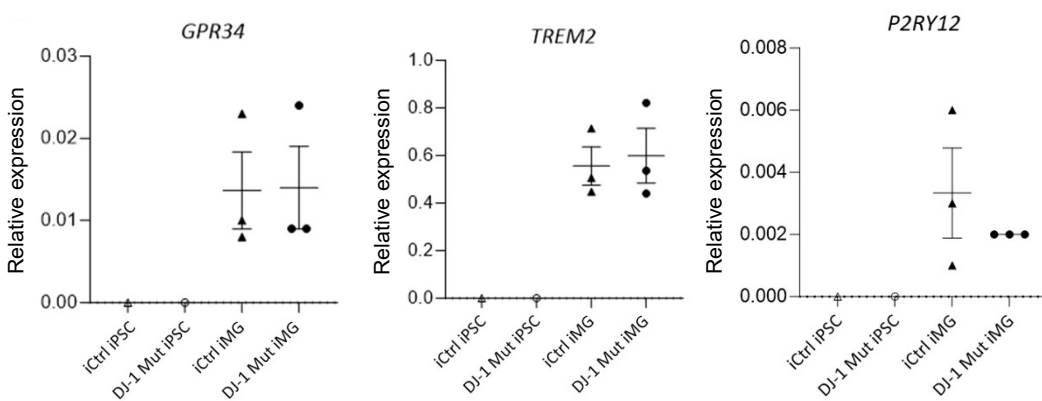 GPR34
Relative expression
0.03
0.02
0.01
0.00
iCtrl iPSC
DJ-1 Mut iPSC
iCtrl iMG
DJ-1 Mut iMG
TREM2
Relative expression
1.0
0.8
0.6
0.4
0.2
0.0
iCtrl iPSC
DJ-1 Mut iPSC
iCtrl iMG
DJ-1 Mut iMG
P2RY12
Relative expression
0.008
0.006
0.004
0.002
0.000
iCtrl iPSC
DJ-1 Mut iPSC
iCtrl iMG
DJ-1 Mut iMG